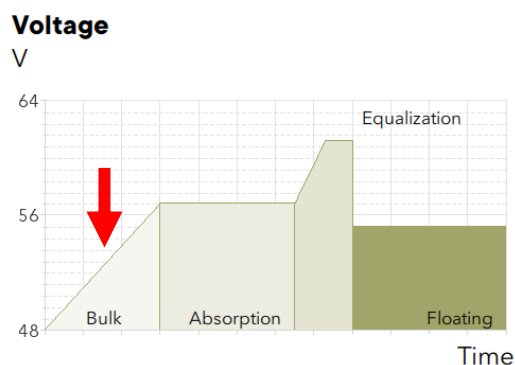 Voltage
V
64
Equalization
56
Bulk
Absorption
Floating
48
Time